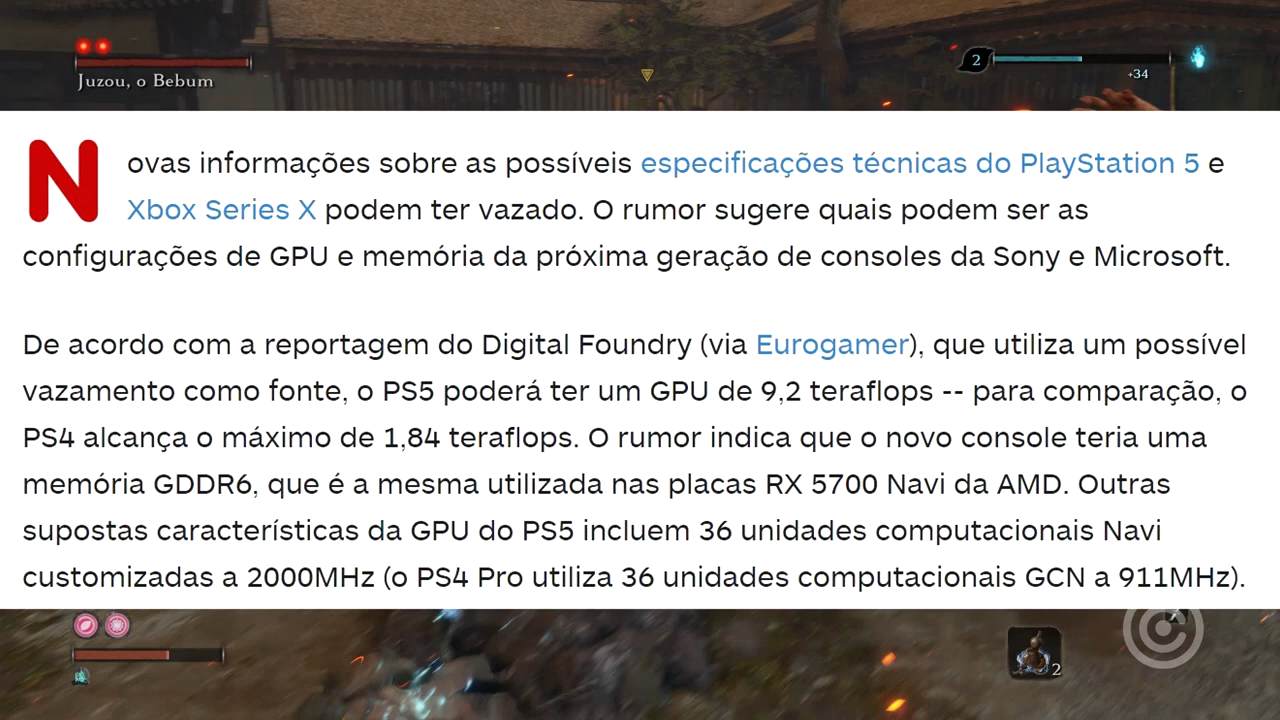 2
+34
Juzou, o Bebum
Novas informações sobre as possíveis especificações técnicas do PlayStation 5 e
Xbox Series X podem ter vazado. O rumor sugere quais podem ser as
configurações de GPU e memória da próxima geração de consoles da Sony e Microsoft.
De acordo com a reportagem do Digital Foundry (via Eurogamer), que utiliza um possível
vazamento como fonte, o PS5 poderá ter um GPU de 9,2 teraflops -- para comparação, o
PS4 alcança o máximo de 1,84 teraflops. O rumor indica que o novo console teria uma
memória GDDR6, que é a mesma utilizada nas placas RX 5700 Navi da AMD. Outras
supostas características da GPU do PS5 incluem 36 unidades computacionais Navi
customizadas a 2000MHz (o PS4 Pro utiliza 36 unidades computacionais GCN a 911MHz).
2